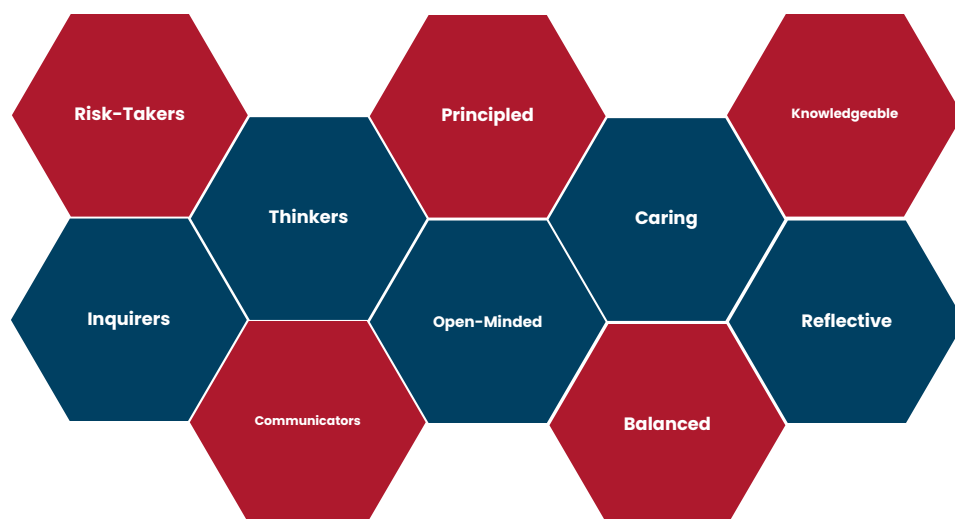 Risk-Takers
Principled
Knowledgeable
Thinkers
Caring
Inquirers
Open-Minded
Reflective
Communicators
Balanced